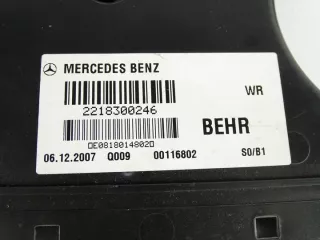 MERCEDES BENZ
WR
2218300246
BEHR
DE0818014802D
06.12.2007 Q009 00116802 S0/B1